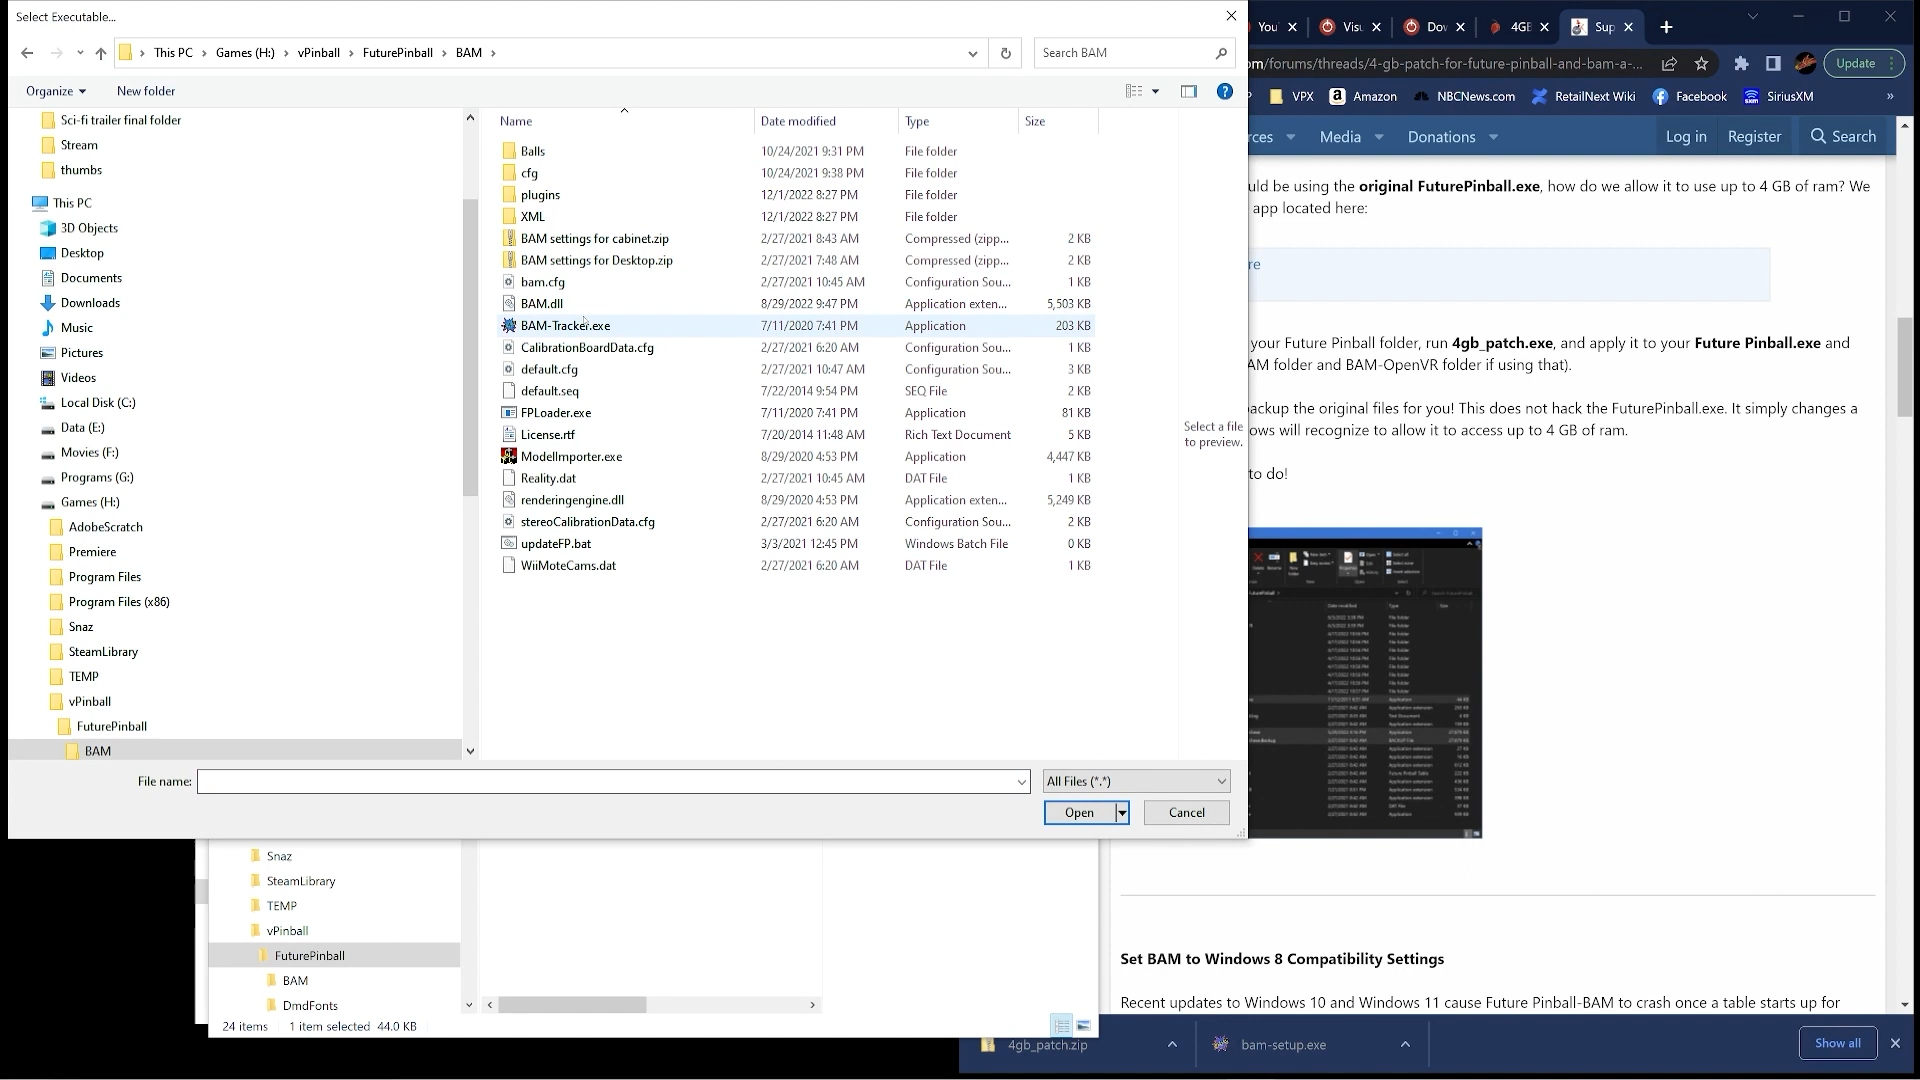 Select Executable...
This PC
Games (H:)
vPinball
FuturePinball
BAM
Search BAM
Organize
New folder
Sci-fi trailer final folder
Stream
thumbs
This PC
3D Objects
Desktop
Documents
Downloads
Music
Pictures
Videos
Local Disk (C:)
Data (E:)
Movies (F:)
Programs (G:)
Games (H:)
AdobeScratch
Premiere
Program Files
Program Files (x86)
Snaz
SteamLibrary
TEMP
vPinball
FuturePinball
BAM
Name Date modified Type Size
Balls 10/24/2021 9:31 PM File folder
cfg 10/24/2021 9:38 PM File folder
plugins 12/1/2022 8:27 PM File folder
XML 12/1/2022 8:27 PM File folder
BAM settings for cabinet.zip 2/27/2021 8:43 AM Compressed (zipp... 2 KB
BAM settings for Desktop.zip 2/27/2021 7:48 AM Compressed (zipp... 2 KB
bam.cfg 2/27/2021 10:45 AM Configuration Sou... 1 KB
BAM.dll 8/29/2022 9:47 PM Application exten... 5,503 KB
BAM-Tracker.exe 7/11/2020 7:41 PM Application 203 KB
CalibrationBoardData.cfg 2/27/2021 6:20 AM Configuration Sou... 1 KB
default.cfg 2/27/2021 10:47 AM Configuration Sou... 3 KB
default.seq 7/22/2014 9:54 PM SEQ File 2 KB
FPLoader.exe 7/11/2020 7:41 PM Application 81 KB
License.rtf 7/20/2014 11:48 AM Rich Text Document 5 KB
ModelImporter.exe 8/29/2020 4:53 PM Application 4,447 KB
Reality.dat 2/27/2021 10:45 AM DAT File 1 KB
renderingengine.dll 8/29/2020 4:53 PM Application exten... 5,249 KB
stereoCalibrationData.cfg 2/27/2021 6:20 AM Configuration Sou... 2 KB
updateFP.bat 3/3/2021 12:45 PM Windows Batch File 0 KB
WiiMoteCams.dat 2/27/2021 6:20 AM DAT File 1 KB
Select a file
to preview.
File name:
All Files (*.*)
Open
Cancel
Snaz
SteamLibrary
TEMP
vPinball
FuturePinball
BAM
DmdFonts
24 items 1 item selected 44.0 KB
You
Vis
Dov
4GB
Sup
om/forums/threads/4-gb-patch-for-future-pinball-and-bam-a-...
Update
VPX
Amazon
NBCNews.com
RetailNext Wiki
Facebook
SiriusXM
rces
Media
Donations
Log in
Register
Search
uld be using the original FuturePinball.exe, how do we allow it to use up to 4 GB of ram? We
app located here:
re
your Future Pinball folder, run 4gb_patch.exe, and apply it to your Future Pinball.exe and
AM folder and BAM-OpenVR folder if using that).
ackup the original files for you! This does not hack the FuturePinball.exe. It simply changes a
ows will recognize to allow it to access up to 4 GB of ram.
to do!
Set BAM to Windows 8 Compatibility Settings
Recent updates to Windows 10 and Windows 11 cause Future Pinball-BAM to crash once a table starts up for
4gb_patch.zip
bam-setup.exe
Show all